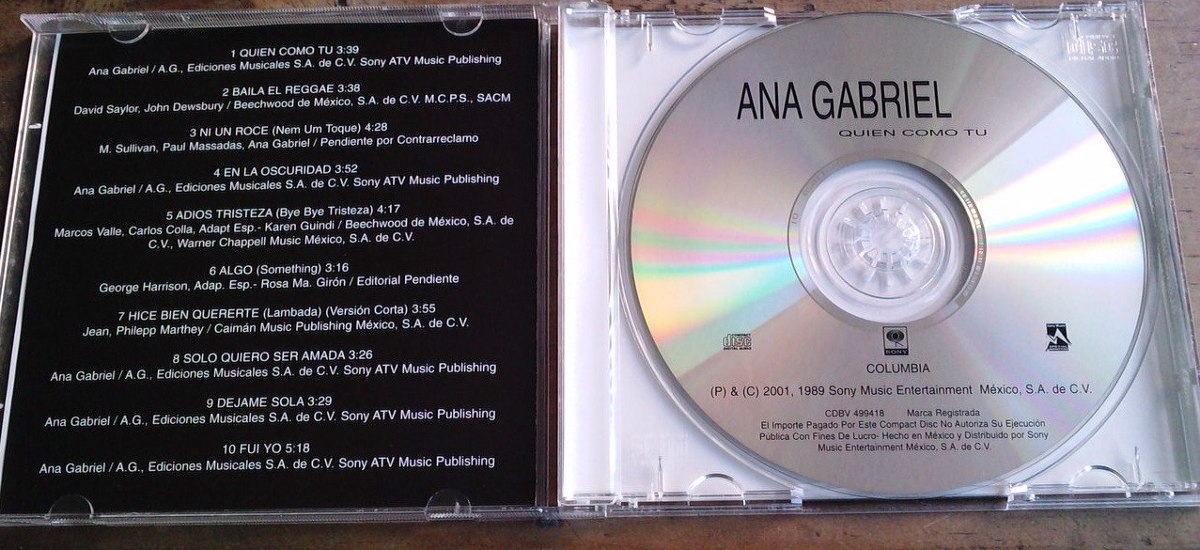 1 QUIEN COMO TU 3:39
Ana Gabriel / A.G., Ediciones Musicales S.A. de C.V. Sony ATV Music Publishing
2 BAILA EL REGGAE 3:38
David Saylor, John Dewsbury / Beechwood de México, S.A. de C.V. M.C.P.S., SACM
3 NI UN ROCE (Nem Um Toque) 4:28
M. Sullivan, Paul Massadas, Ana Gabriel / Pendiente por Contrarreclamo
4 EN LA OSCURIDAD 3:52
Ana Gabriel / A.G., Ediciones Musicales S.A. de C.V. Sony ATV Music Publishing
5 ADIOS TRISTEZA (Bye Bye Tristeza) 4:17
Marcos Valle, Carlos Colla, Adapt Esp.- Karen Guindi / Beechwood de México, S.A. de
C.V., Warner Chappell Music México, S.A. de C.V.
6 ALGO (Something) 3:16
George Harrison, Adap. Esp.- Rosa Ma. Girón / Editorial Pendiente
7 HICE BIEN QUERERTE (Lambada) (Versión Corta) 3:55
Jean, Philepp Marthey / Caimán Music Publishing México, S.A. de C.V.
8 SOLO QUIERO SER AMADA 3:26
Ana Gabriel / A.G., Ediciones Musicales S.A. de C.V. Sony ATV Music Publishing
9 DEJAME SOLA 3:29
Ana Gabriel / A.G., Ediciones Musicales S.A. de C.V. Sony ATV Music Publishing
10 FUI YO 5:18
Ana Gabriel / A.G., Ediciones Musicales S.A. de C.V. Sony ATV Music Publishing
ANA GABRIEL
QUIEN COMO TU
COMPACT
disc
DIGITAL AUDIO
SONY
COLUMBIA
(P) & (C) 2001, 1989 Sony Music Entertainment México, S.A. de C.V.
CDBV 499418 Marca Registrada
El Importe Pagado Por Este Compact Disc No Autoriza Su Ejecución
Publica Con Fines De Lucro- Hecho en México y Distribuido por Sony
Music Entertainment México, S.A. de C.V.